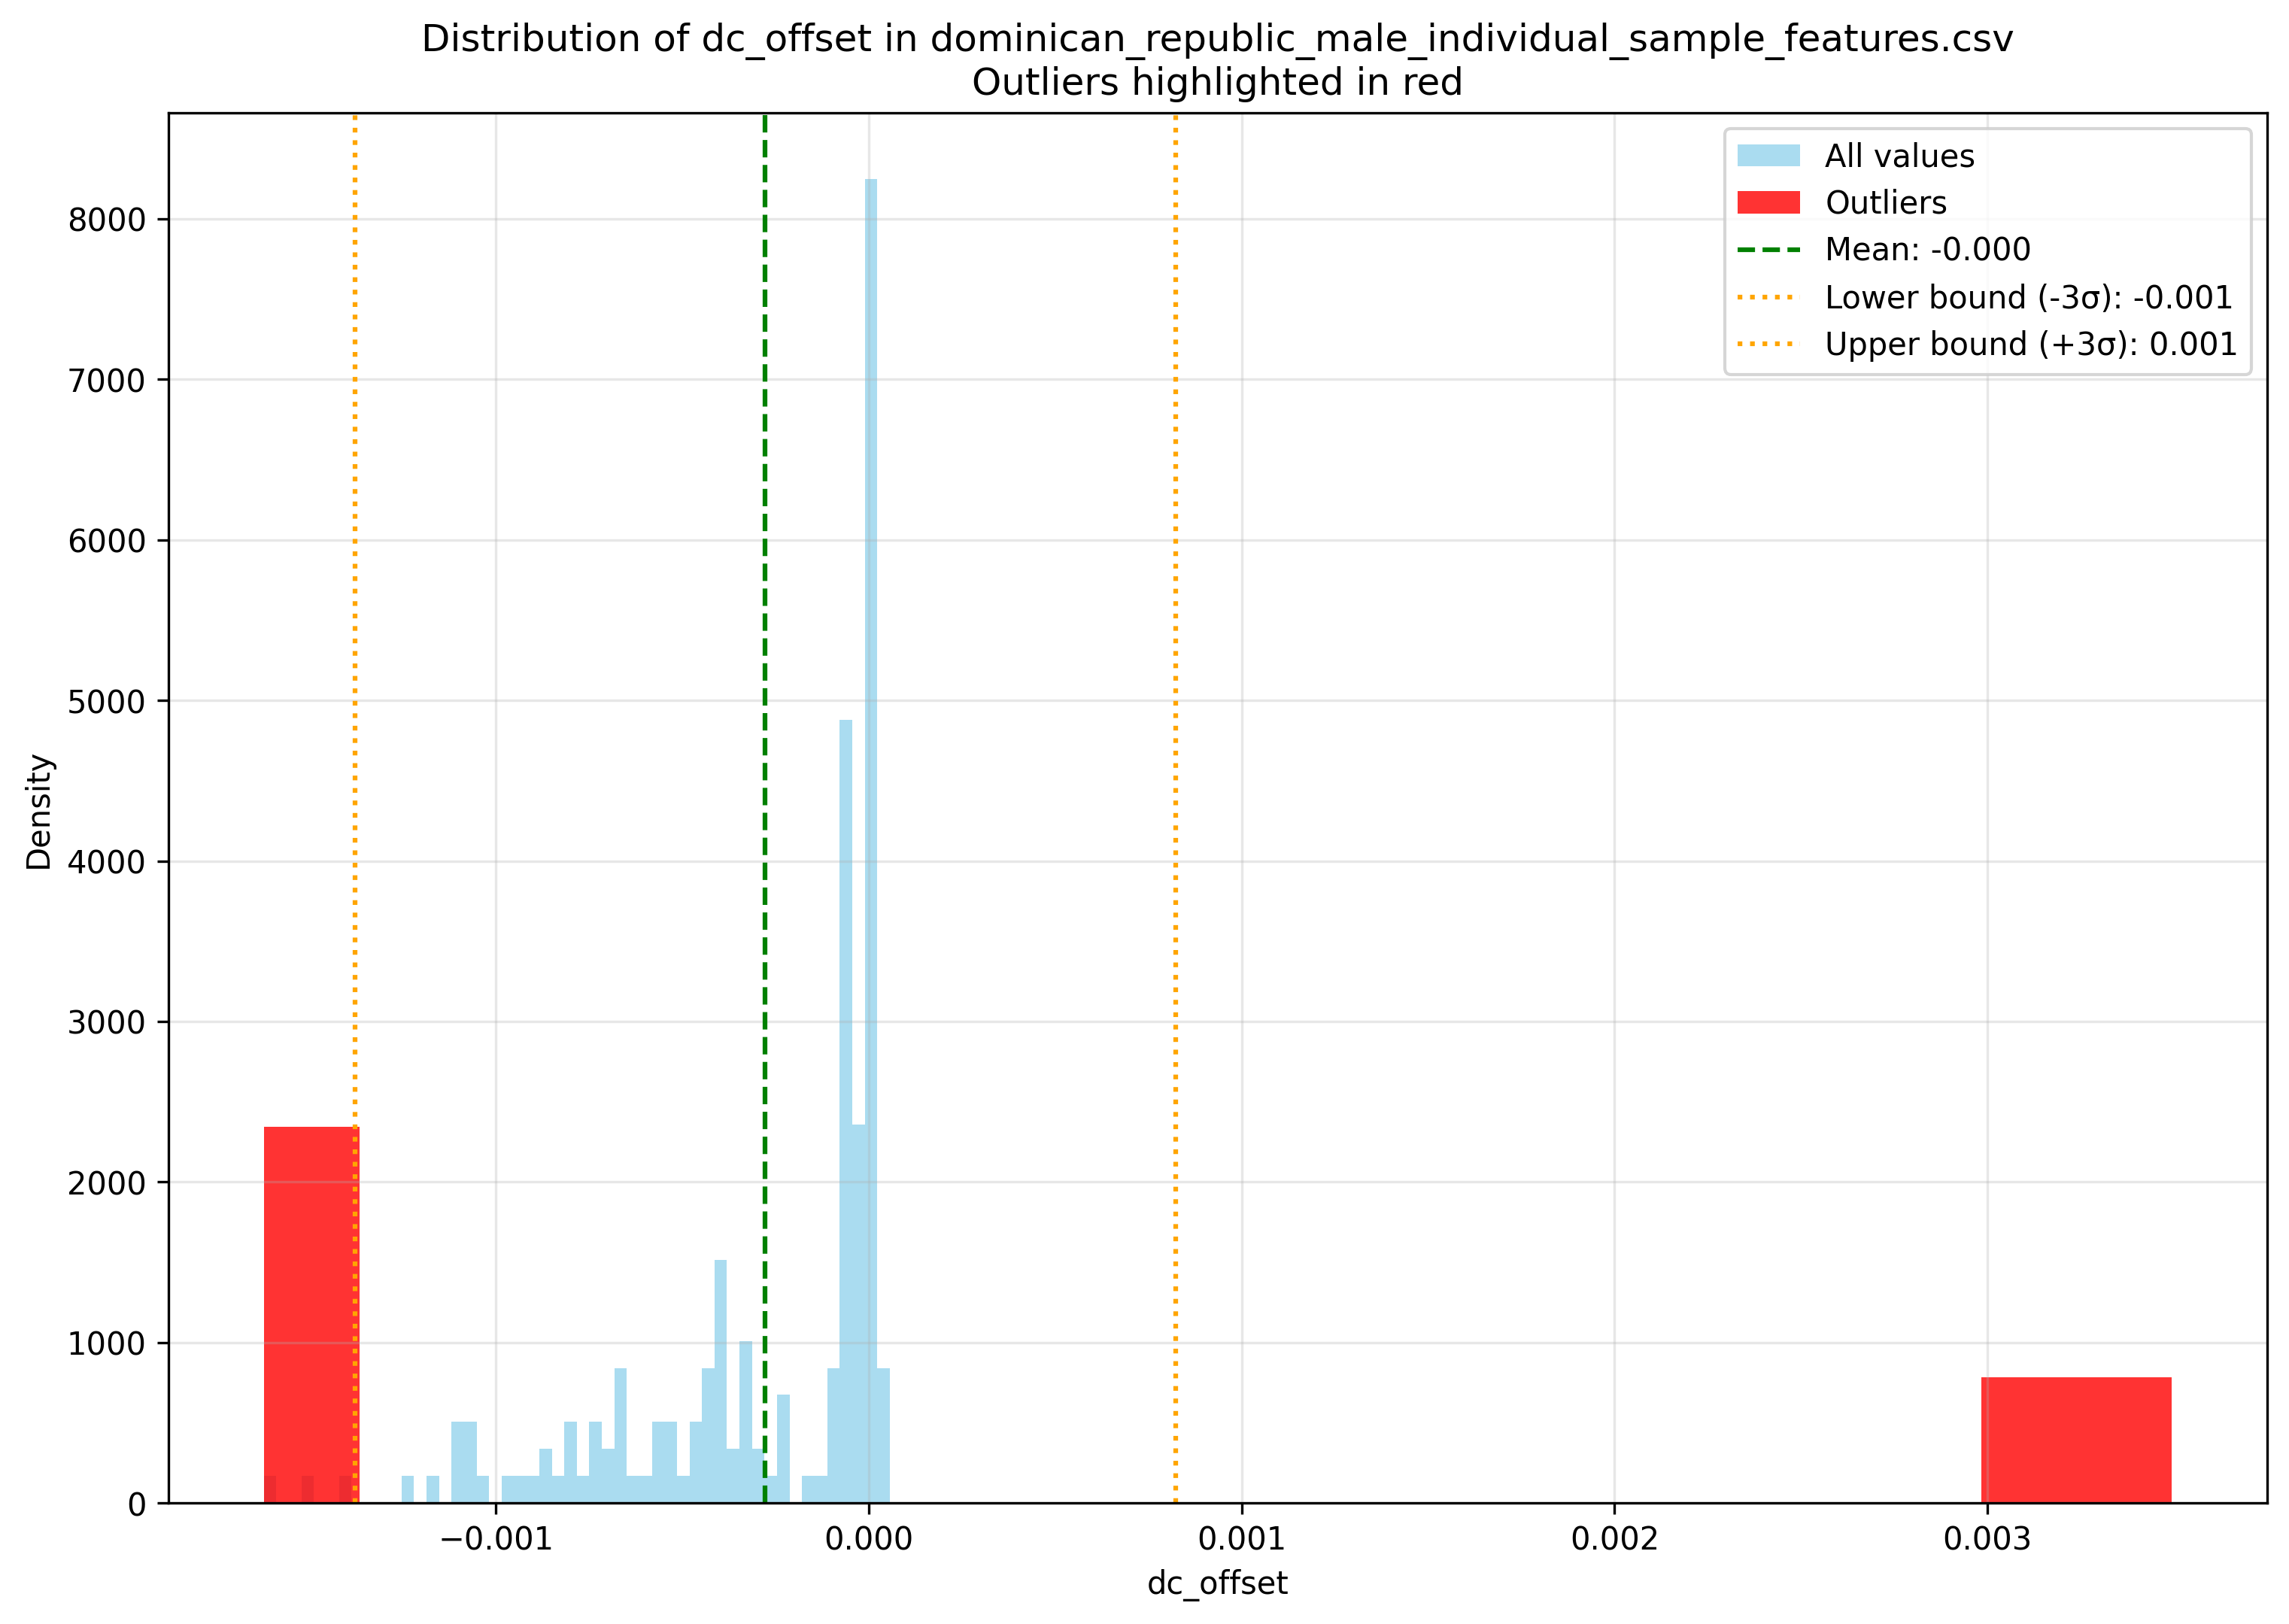 Distribution of dc_offset in dominican_republic_male_individual_sample_features.csv
Outliers highlighted in red
All values
Outliers
Mean: -0.000
Lower bound (-3σ): -0.001
Upper bound (+3σ): 0.001
8000
7000
6000
5000
4000
3000
2000
1000
0
Density
−0.001
0.000
0.001
0.002
0.003
dc_offset